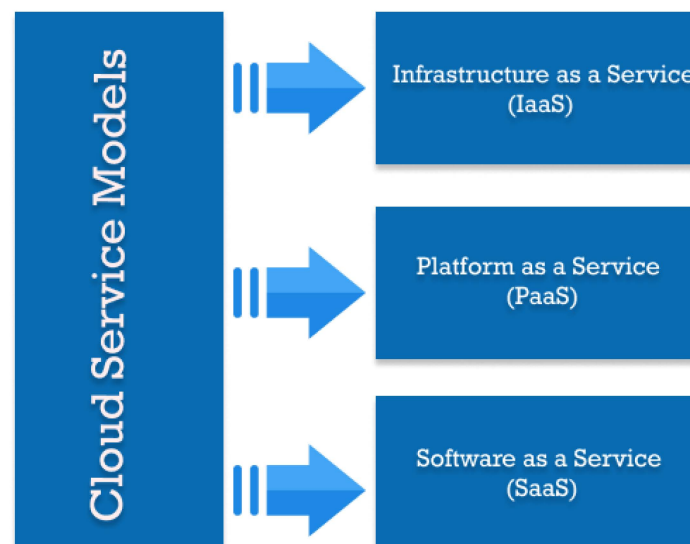 Cloud Service Models
Infrastructure as a Service
(IaaS)
Platform as a Service
(PaaS)
Software as a Service
(SaaS)